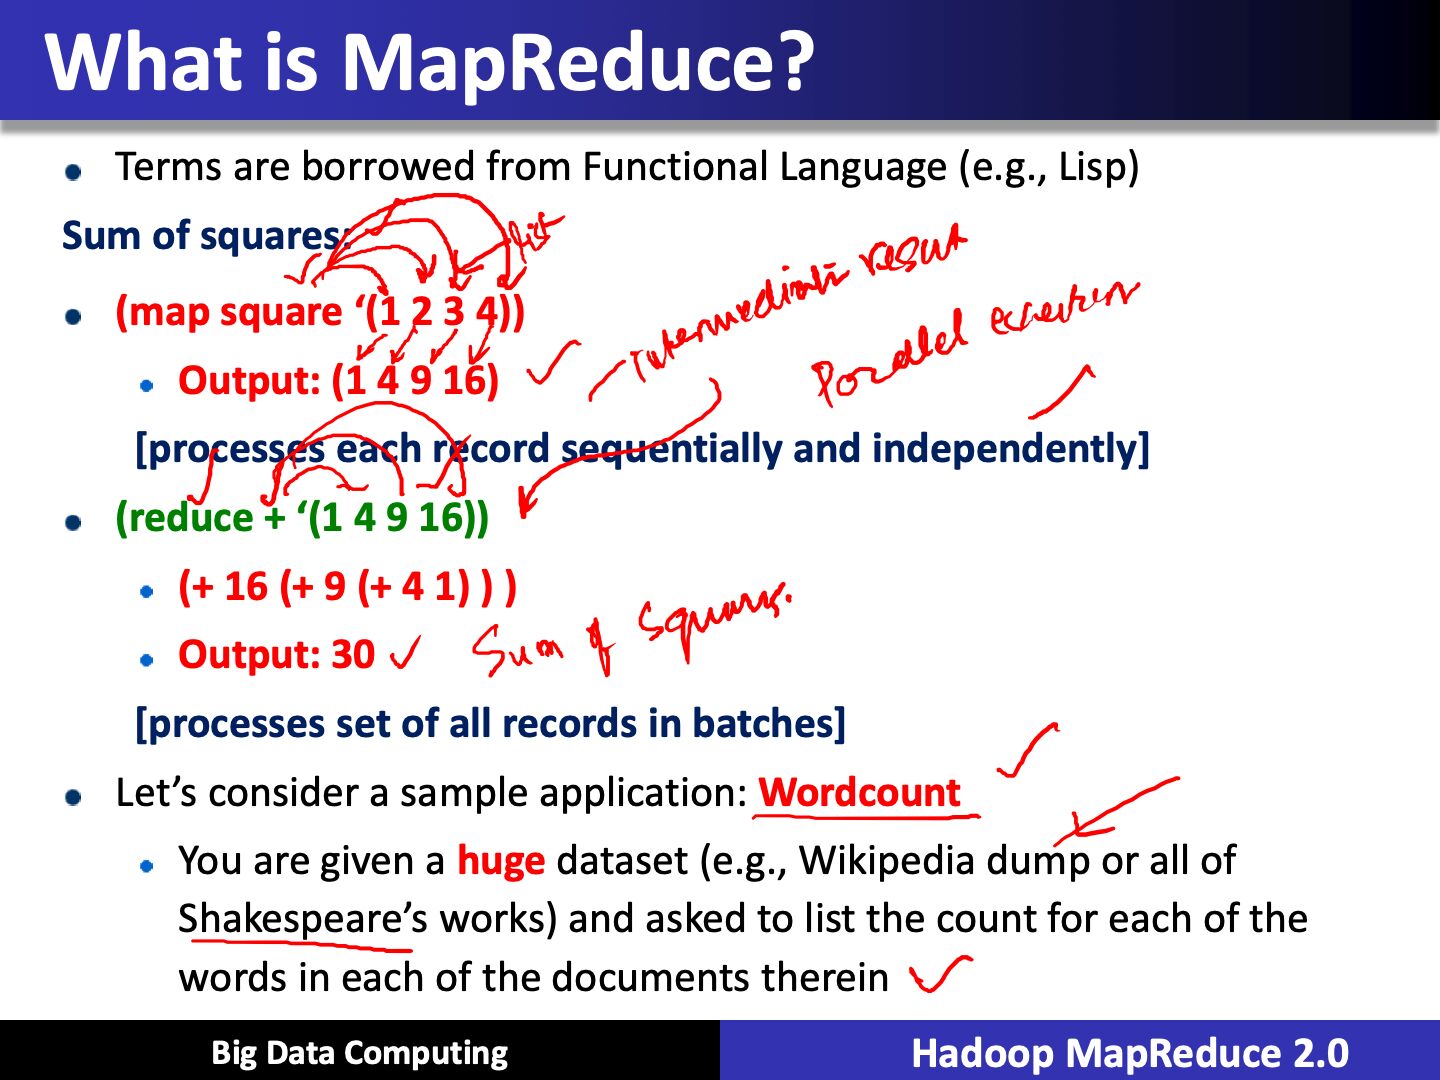 What is MapReduce?
Terms are borrowed from Functional Language (e.g., Lisp)
Sum of squares:
list
(map square ‘(1 2 3 4))
Intermediate result
Parallel execution
Output: (1 4 9 16)
[processes each record sequentially and independently]
(reduce + ‘(1 4 9 16))
(+ 16 (+ 9 (+ 4 1) ) )
Output: 30
Sum of squares.
[processes set of all records in batches]
Let’s consider a sample application: Wordcount
You are given a huge dataset (e.g., Wikipedia dump or all of
Shakespeare’s works) and asked to list the count for each of the
words in each of the documents therein
Big Data Computing
Hadoop MapReduce 2.0